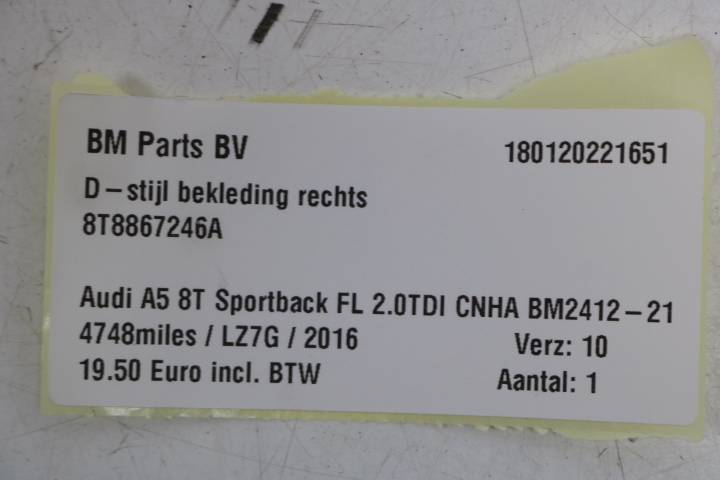 BM Parts BV 180120221651
D-stijl bekleding rechts
8T8867246A
Audi A5 8T Sportback FL 2.0TDI CNHA BM2412-21
4748miles / LZ7G / 2016 Verz: 10
19.50 Euro incl. BTW Aantal: 1